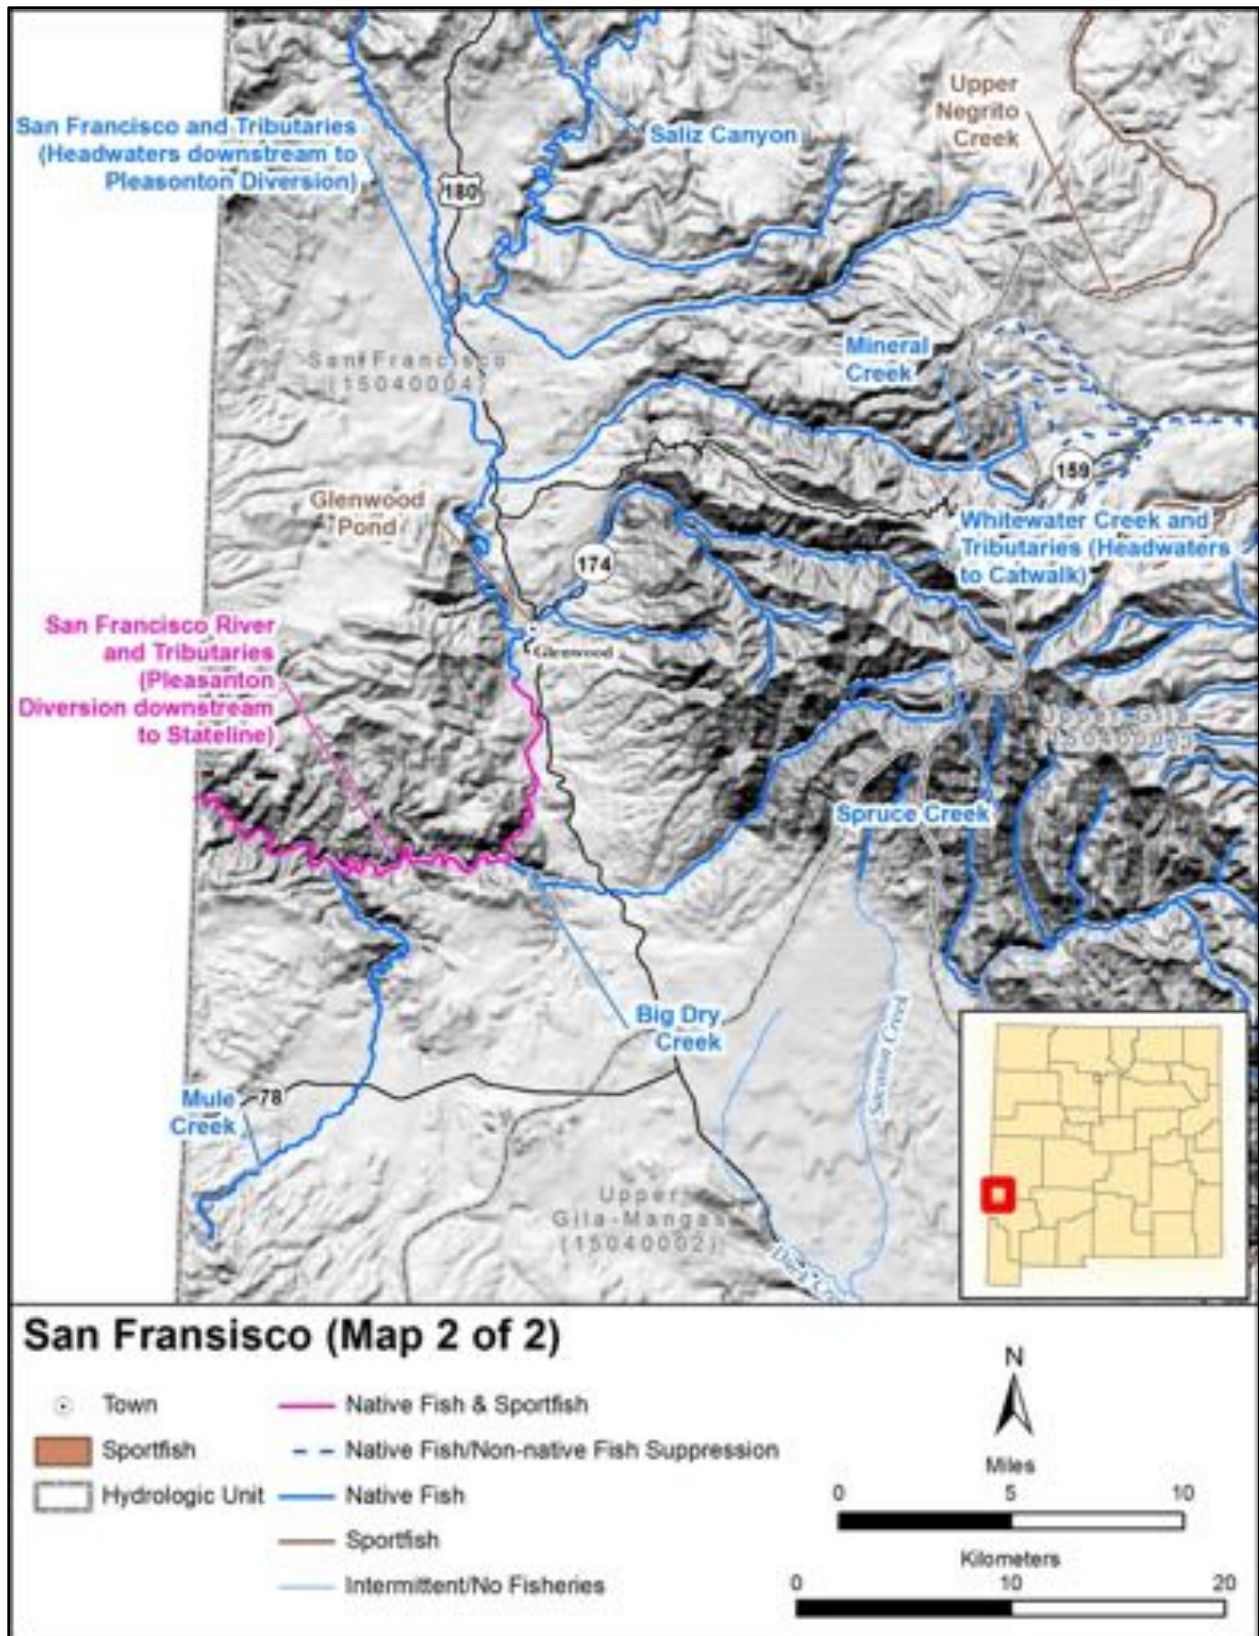 San Francisco and Tributaries
(Headwaters downstream to
Pleasonton Diversion)
180
Saliz Canyon
Upper
Negrito
Creek
San Francisco
(15040004)
Mineral
Creek
159
Glenwood
Pond
174
Whitewater Creek and
Tributaries (Headwaters
to Catwalk)
San Francisco River
and Tributaries
(Pleasanton
Diversion downstream
to Stateline)
Glenwood
Upper Gila
Spruce Creek
Big Dry
Creek
Mule
Creek
78
Upper
Gila-Mangas
(15040002)
Duck
San Fransisco (Map 2 of 2)
Town
Sportfish
Hydrologic Unit
Native Fish & Sportfish
Native Fish/Non-native Fish Suppression
Native Fish
Sportfish
Intermittent/No Fisheries
N
Miles
0 5 10
Kilometers
0 10 20